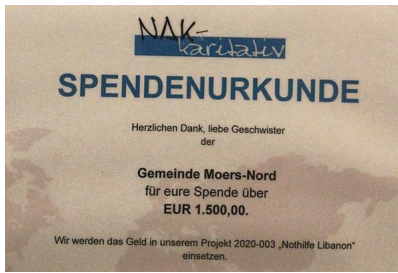 NAK-
karitativ
SPENDENURKUNDE
Herzlichen Dank, liebe Geschwister
der
Gemeinde Moers-Nord
für eure Spende über
EUR 1.500,00.
Wir werden das Geld in unserem Projekt 2020-003 „Nothilfe Libanon“
einsetzen.